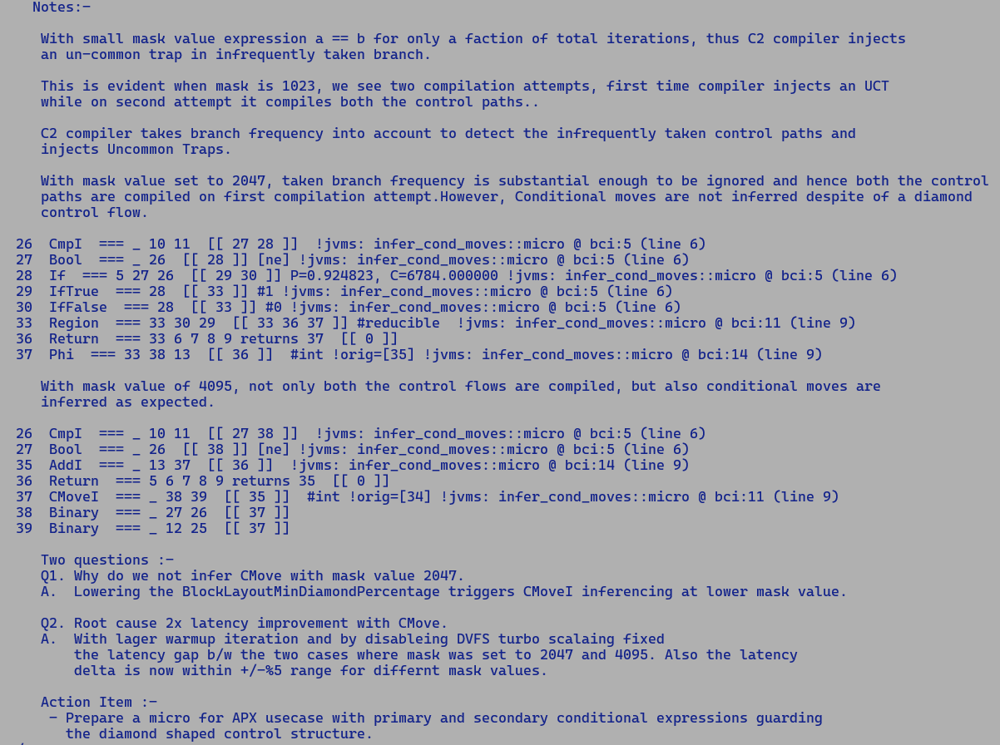 Notes:-
With small mask value expression a == b for only a faction of total iterations, thus C2 compiler injects
an un-common trap in infrequently taken branch.
This is evident when mask is 1023, we see two compilation attempts, first time compiler injects an UCT
while on second attempt it compiles both the control paths..
C2 compiler takes branch frequency into account to detect the infrequently taken control paths and
injects Uncommon Traps.
With mask value set to 2047, taken branch frequency is substantial enough to be ignored and hence both the control
paths are compiled on first compilation attempt.However, Conditional moves are not inferred despite of a diamond
control flow.
26  CmpI  === _ 10 11  [[ 27 28 ]]  !jvms: infer_cond_moves::micro @ bci:5 (line 6)
27  Bool  === _ 26  [[ 28 ]] [ne] !jvms: infer_cond_moves::micro @ bci:5 (line 6)
28  If  === 5 27 26  [[ 29 30 ]] P=0.924823, C=6784.000000 !jvms: infer_cond_moves::micro @ bci:5 (line 6)
29  IfTrue  === 28  [[ 33 ]] #1 !jvms: infer_cond_moves::micro @ bci:5 (line 6)
30  IfFalse  === 28  [[ 33 ]] #0 !jvms: infer_cond_moves::micro @ bci:5 (line 6)
33  Region  === 33 30 29  [[ 33 36 37 ]] #reducible  !jvms: infer_cond_moves::micro @ bci:11 (line 9)
36  Return  === 33 6 7 8 9 returns 37  [[ 0 ]]
37  Phi  === 33 38 13  [[ 36 ]]  #int !orig=[35] !jvms: infer_cond_moves::micro @ bci:14 (line 9)
With mask value of 4095, not only both the control flows are compiled, but also conditional moves are
inferred as expected.
26  CmpI  === _ 10 11  [[ 27 38 ]]  !jvms: infer_cond_moves::micro @ bci:5 (line 6)
27  Bool  === _ 26  [[ 38 ]] [ne] !jvms: infer_cond_moves::micro @ bci:5 (line 6)
35  AddI  === _ 13 37  [[ 36 ]]  !jvms: infer_cond_moves::micro @ bci:14 (line 9)
36  Return  === 5 6 7 8 9 returns 35  [[ 0 ]]
37  CMoveI  === _ 38 39  [[ 35 ]]  #int !orig=[34] !jvms: infer_cond_moves::micro @ bci:11 (line 9)
38  Binary  === _ 27 26  [[ 37 ]]
39  Binary  === _ 12 25  [[ 37 ]]
Two questions :-
Q1. Why do we not infer CMove with mask value 2047.
A.  Lowering the BlockLayoutMinDiamondPercentage triggers CMoveI inferencing at lower mask value.
Q2. Root cause 2x latency improvement with CMove.
A.  With lager warmup iteration and by disableing DVFS turbo scalaing fixed
the latency gap b/w the two cases where mask was set to 2047 and 4095. Also the latency
delta is now within +/-%5 range for differnt mask values.
Action Item :-
- Prepare a micro for APX usecase with primary and secondary conditional expressions guarding
the diamond shaped control structure.